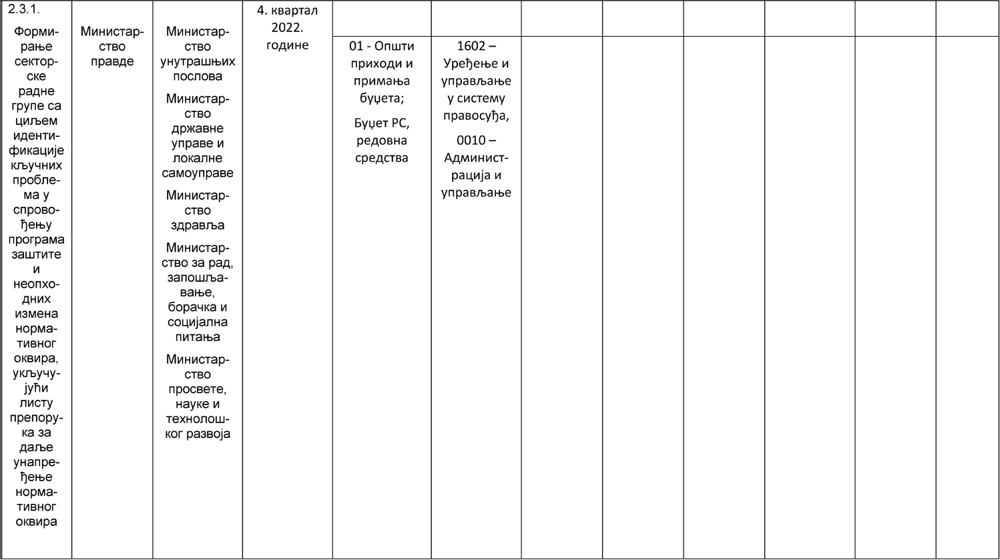 2.3.1.
Форми-
рање
сектор-
ске
радне
групе са
циљем
иденти-
фикације
кључних
пробле-
ма у
спрово-
ђењу
програма
заштите
и
неопхо-
дних
измена
норма-
тивног
оквира,
укључу-
јући
листу
препору-
ка за
даље
унапре-
ђење
норма-
тивног
оквира
Министар-
ство
правде
Министар-
ство
унутрашњих
послова
Министар-
ство
државне
управе и
локалне
самоуправе
Министар-
ство
здравља
Министар-
ство за рад,
запошља-
вање,
борачка и
социјална
питања
Министар-
ство
просвете,
науке и
технолош-
ког развоја
4. квартал
2022.
године
01 - Општи
приходи и
примања
буџета;
Буџет РС,
редовна
средства
1602 –
Уређење и
управљање
у систему
правосуђа,
0010 –
Админист-
рација и
управљање